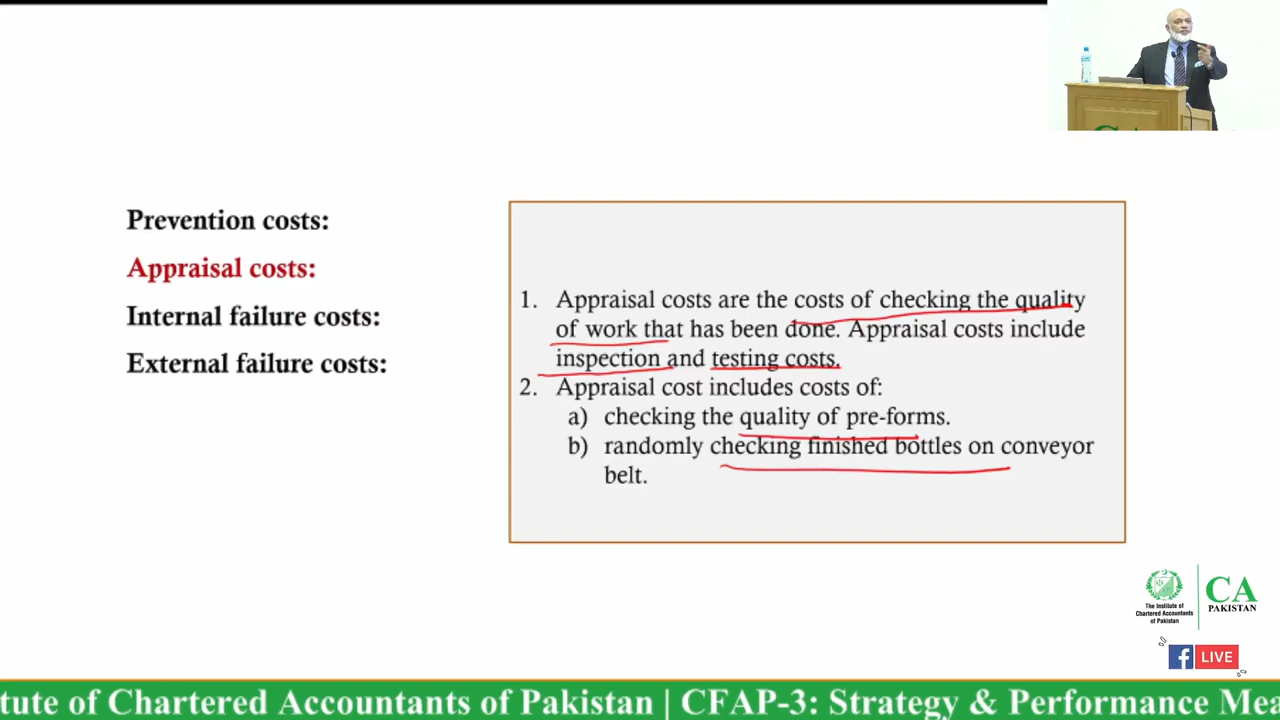 Prevention costs:
Appraisal costs:
Internal failure costs:
External failure costs:
1. Appraisal costs are the costs of checking the quality
of work that has been done. Appraisal costs include
inspection and testing costs.
2. Appraisal cost includes costs of:
a) checking the quality of pre-forms.
b) randomly checking finished bottles on conveyor
belt.
The Institute of
Chartered Accountants
of Pakistan
CA
PAKISTAN
LIVE
tute of Chartered Accountants of Pakistan | CFAP-3: Strategy & Performance Mea